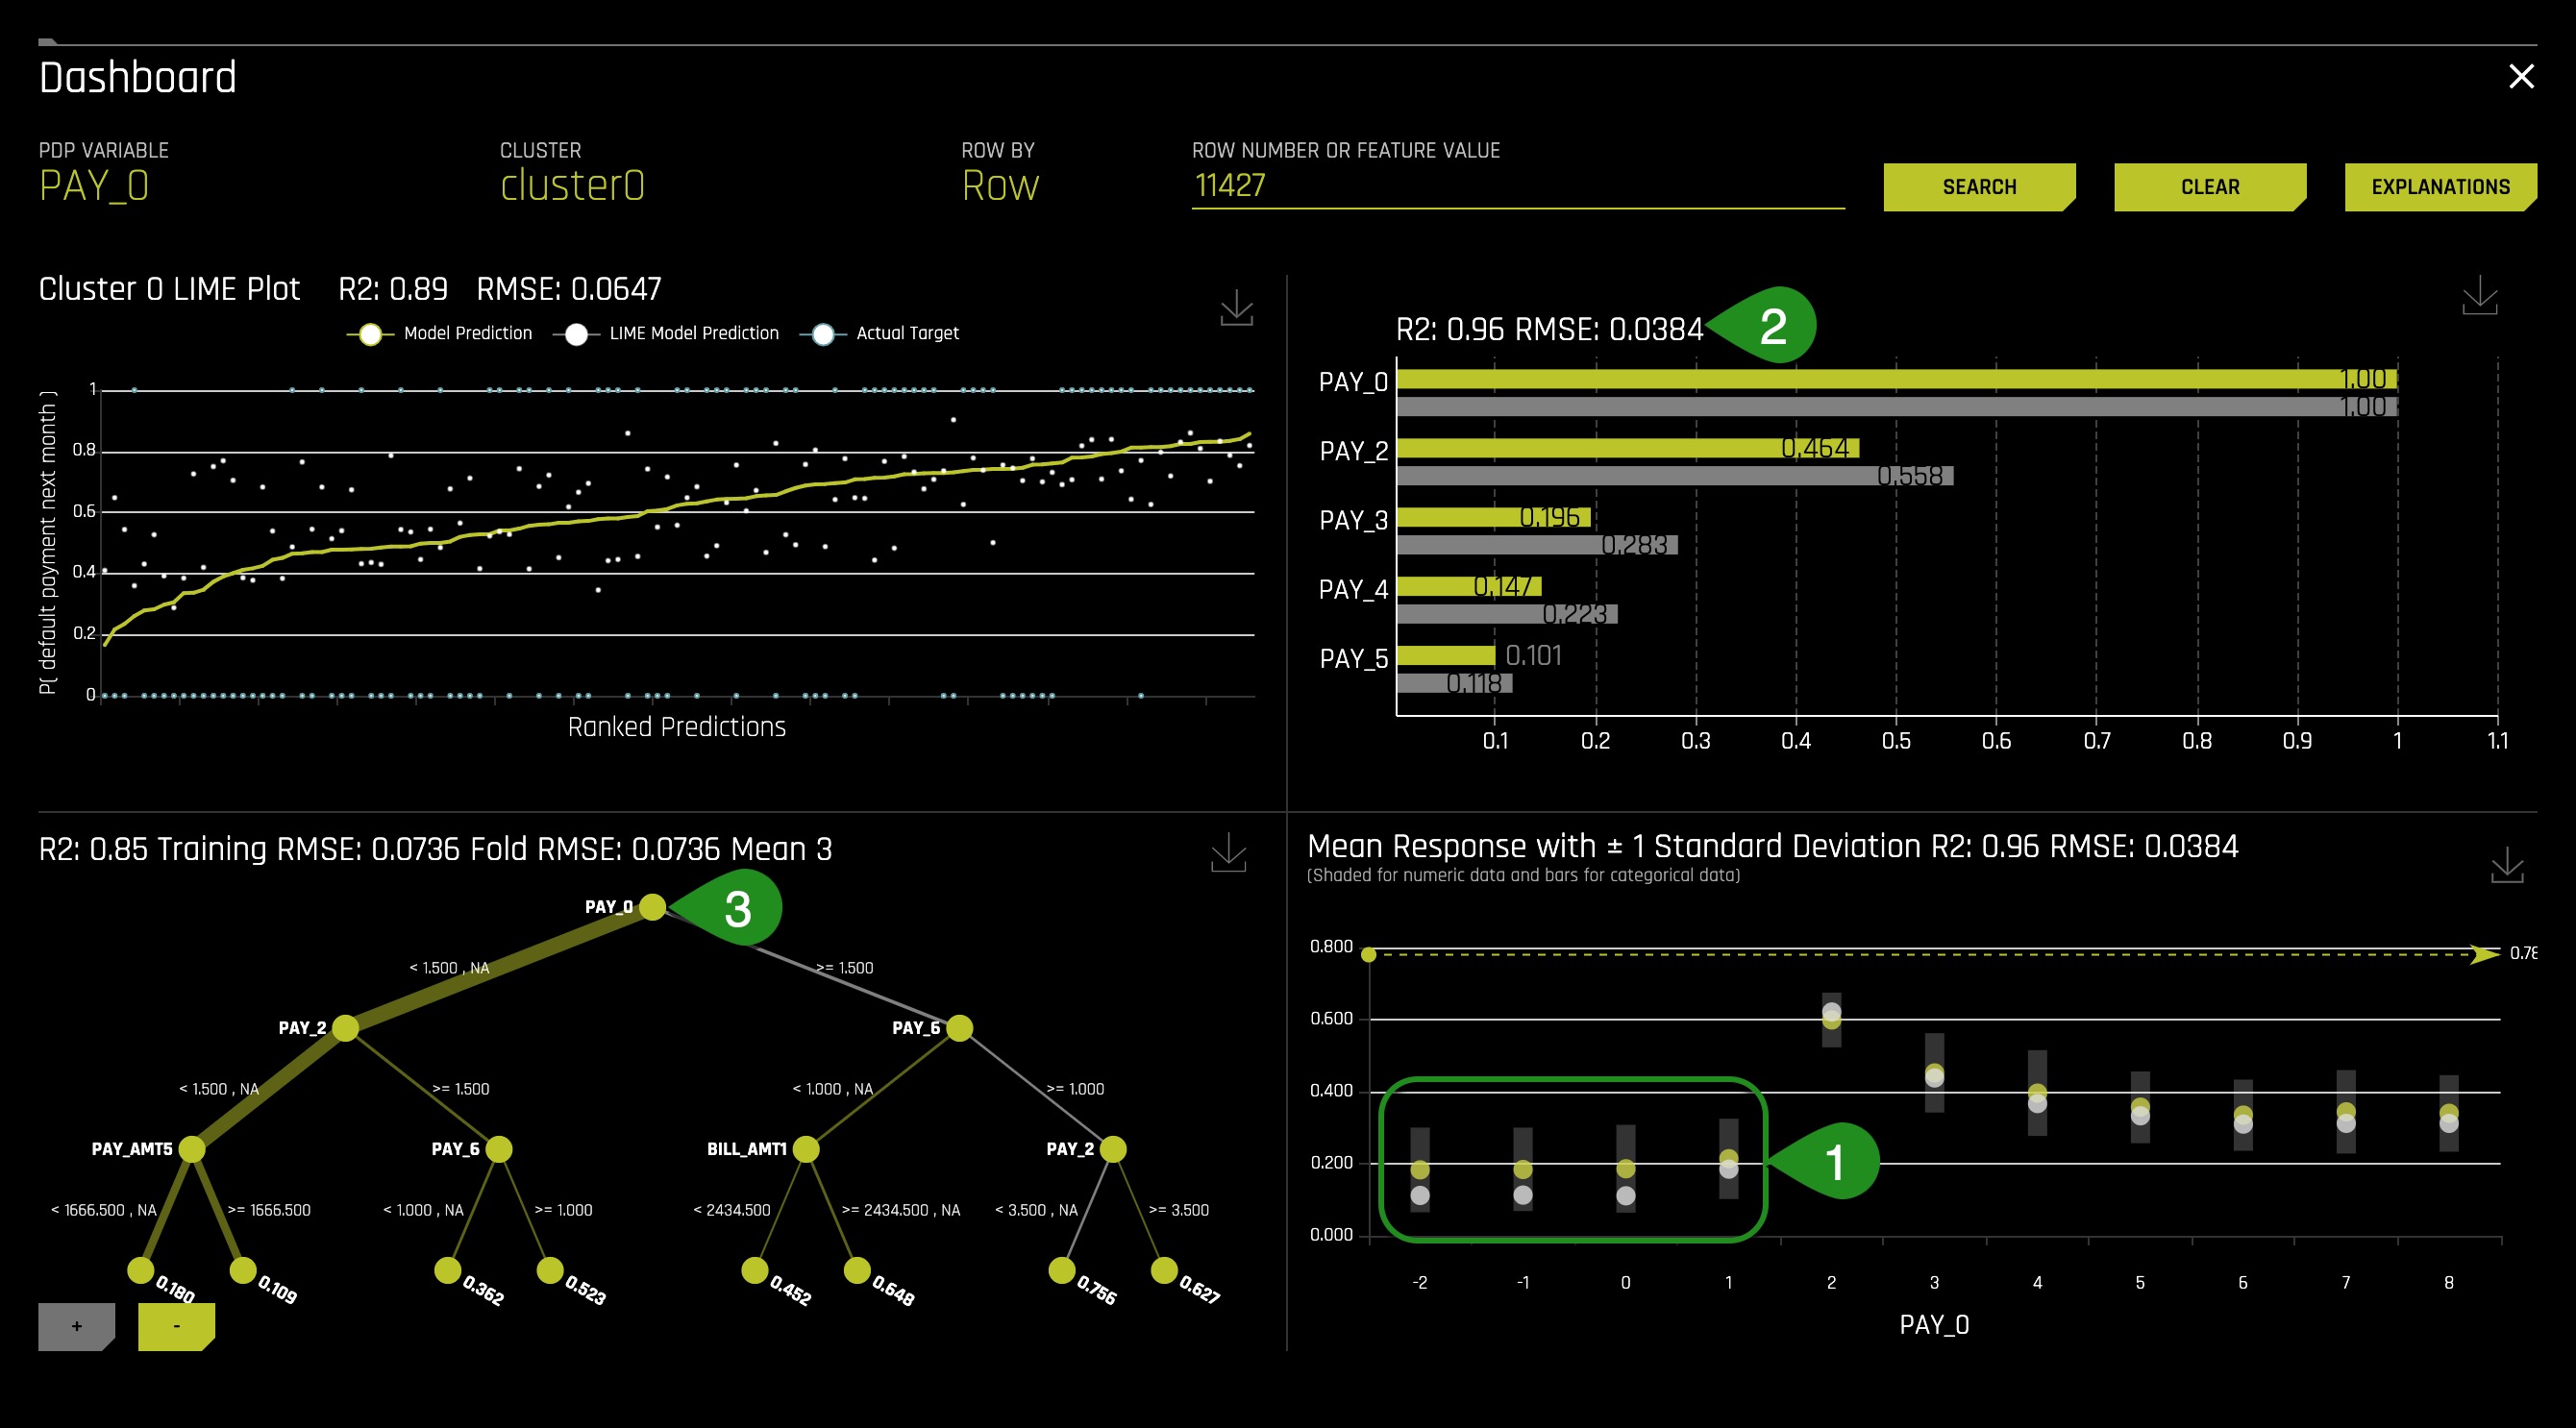 Dashboard
PDP VARIABLE
PAY_0
CLUSTER
cluster0
ROW BY
Row
ROW NUMBER OR FEATURE VALUE
11427
SEARCH
CLEAR
EXPLANATIONS
Cluster 0 LIME Plot R2: 0.89 RMSE: 0.0647
Model Prediction LIME Model Prediction Actual Target
P( default payment next month )
1
0.8
0.6
0.4
0.2
0
Ranked Predictions
R2: 0.96 RMSE: 0.0384
2
PAY_0
1.00
1.00
PAY_2
0.464
0.558
PAY_3
0.196
0.283
PAY_4
0.147
0.223
PAY_5
0.101
0.118
0.1 0.2 0.3 0.4 0.5 0.6 0.7 0.8 0.9 1 1.1
R2: 0.85 Training RMSE: 0.0736 Fold RMSE: 0.0736 Mean 3
PAY_0
3
< 1.500 , NA >= 1.500
PAY_2 PAY_6
< 1.500 , NA >= 1.500 < 1.000 , NA >= 1.000
PAY_AMT5 PAY_6 BILL_AMT1 PAY_2
< 1666.500 , NA >= 1666.500 < 1.000 , NA >= 1.000 < 2434.500 >= 2434.500 , NA < 3.500 , NA >= 3.500
0.180 0.109 0.362 0.523 0.452 0.648 0.756 0.627
+ -
Mean Response with ± 1 Standard Deviation R2: 0.96 RMSE: 0.0384
(Shaded for numeric data and bars for categorical data)
0.800
0.78
0.600
0.400
0.200
0.000
1
-2 -1 0 1 2 3 4 5 6 7 8
PAY_0